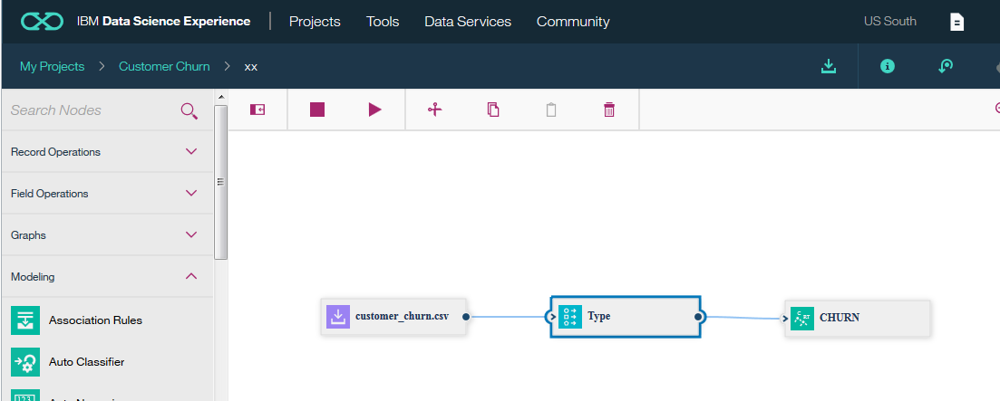 IBM Data Science Experience Projects Tools Data Services Community US South
My Projects > Customer Churn > xx
Search Nodes
Record Operations
Field Operations
Graphs
Modeling
Association Rules
customer_churn.csv Type CHURN
Auto Classifier